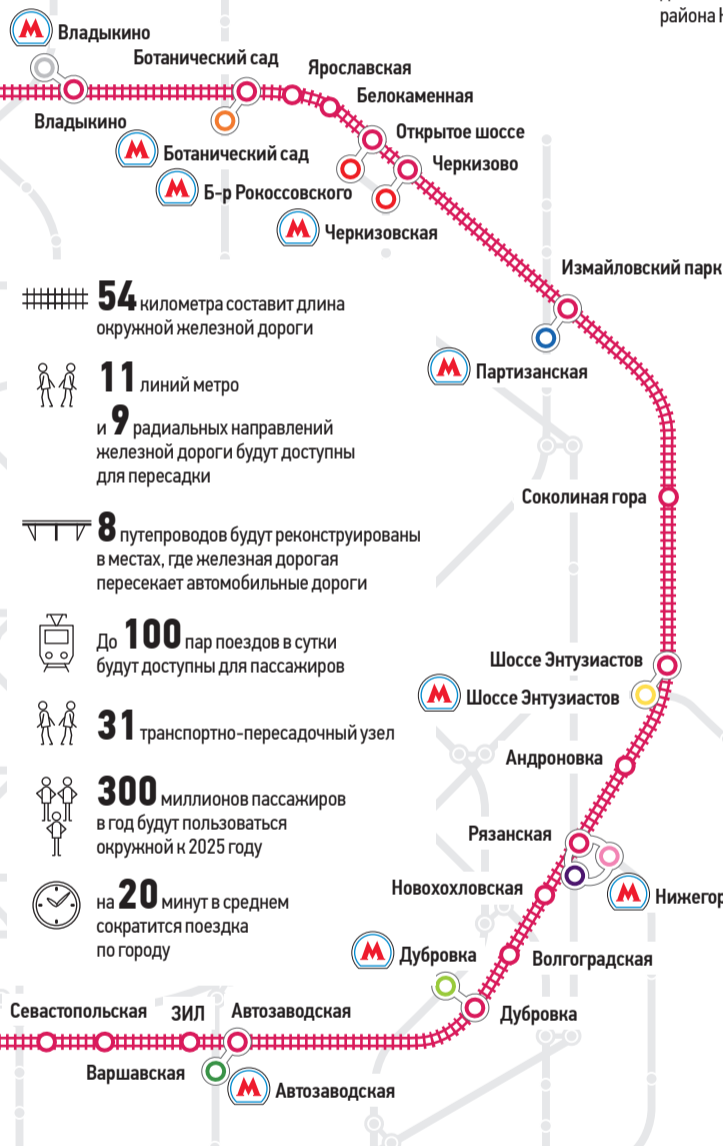 района
Владыкино
Ботанический сад
Ярославская
Белокаменная
Владыкино
Открытое шоссе
Ботанический сад
Черкизово
Б-р Рокоссовского
Черкизовская
Измайловский парк
54 километра составит длина
окружной железной дороги
Партизанская
11 линий метро
и 9 радиальных направлений
железной дороги будут доступны
для пересадки
Соколиная гора
8 путепроводов будут реконструированы
в местах, где железная дорогая
пересекает автомобильные дороги
До 100 пар поездов в сутки
будут доступны для пассажиров
Шоссе Энтузиастов
Шоссе Энтузиастов
31 транспортно-пересадочный узел
Андроновка
300 миллионов пассажиров
в год будут пользоваться
окружной к 2025 году
Рязанская
Новохохловская
Нижегор
на 20 минут в среднем
сократится поездка
по городу
Дубровка
Волгоградская
Дубровка
Севастопольская
ЗИЛ
Автозаводская
Варшавская
Автозаводская